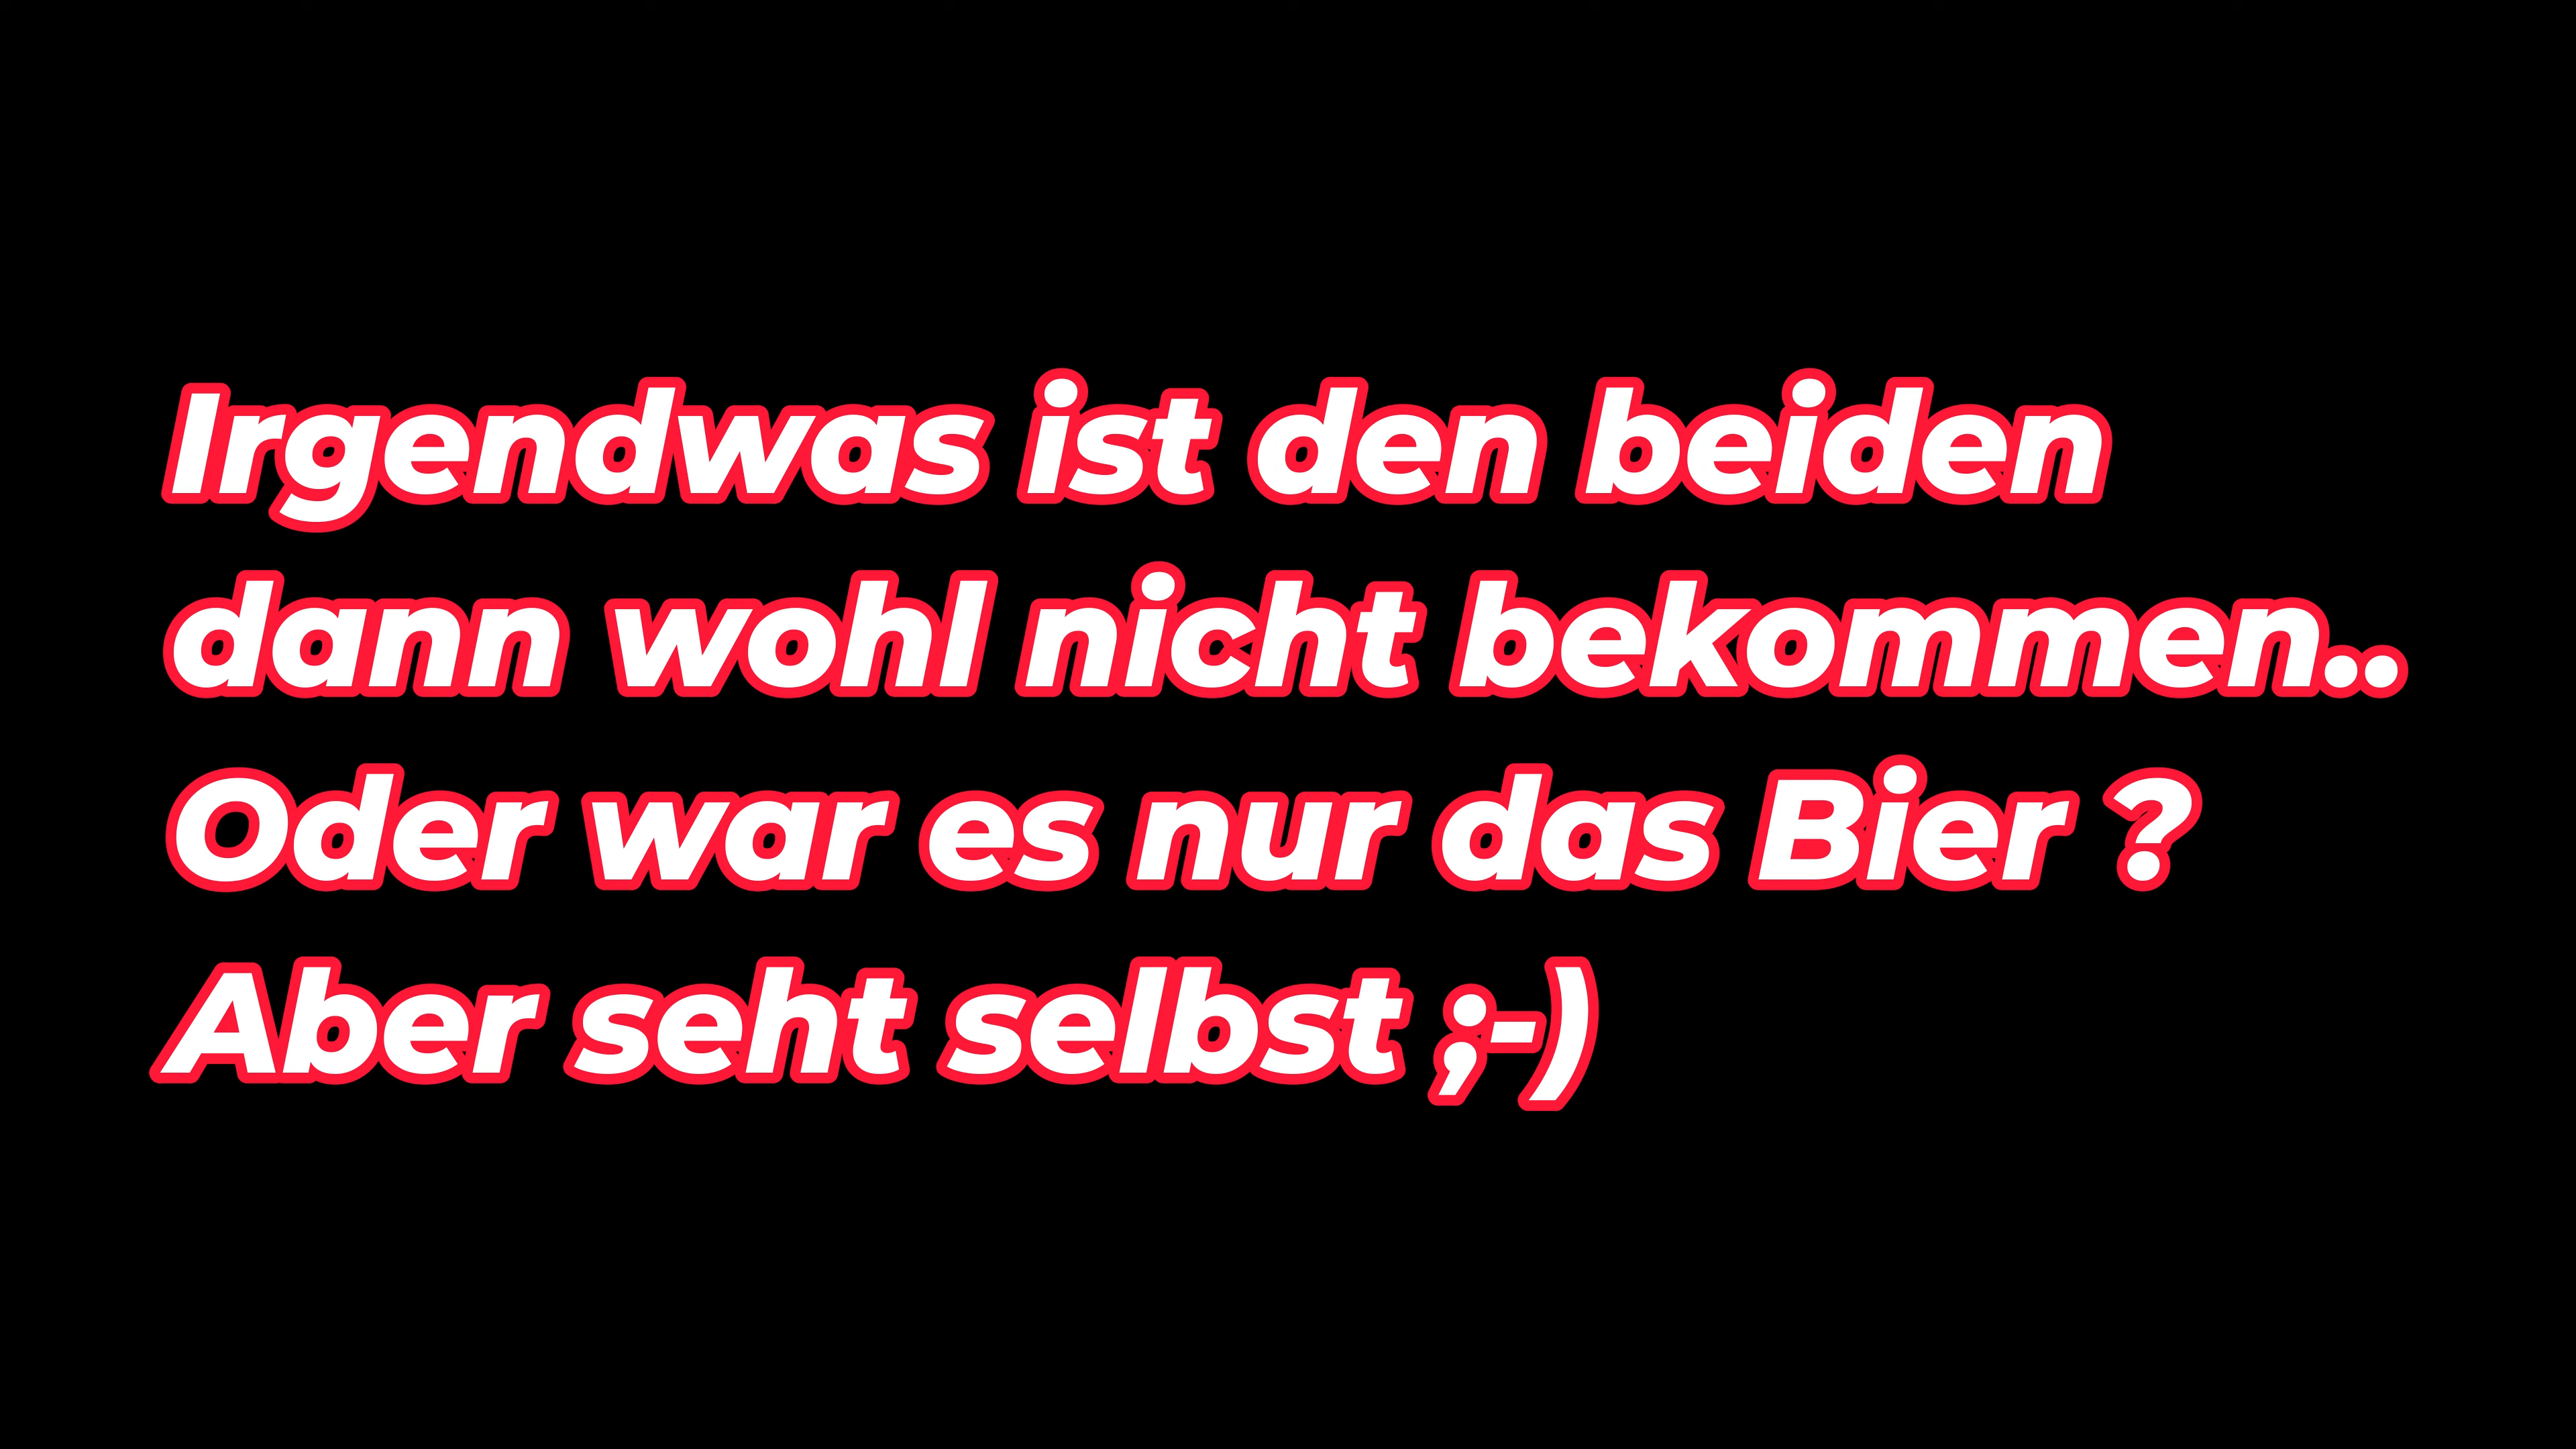 Irgendwas ist den beiden
dann wohl nicht bekommen..
Oder war es nur das Bier ?
Aber seht selbst ;-)